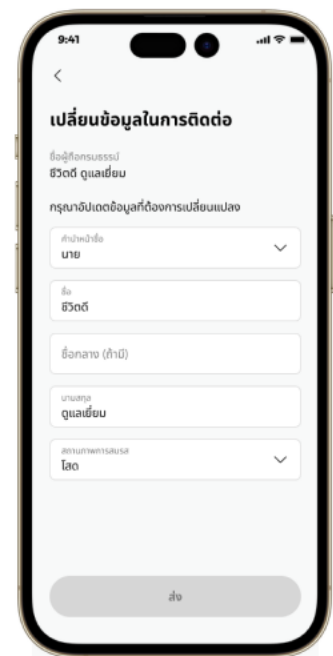 9:41
เปลี่ยนข้อมูลในการติดต่อ
ชื่อผู้ถือกรมธรรม์
ชีวิตดี ดูแลเยี่ยม
กรุณาอัปเดตข้อมูลที่ต้องการเปลี่ยนแปลง
คำนำหน้าชื่อ
นาย
ชื่อ
ชีวิตดี
ชื่อกลาง (ถ้ามี)
นามสกุล
ดูแลเยี่ยม
สถานภาพการสมรส
โสด
ส่ง